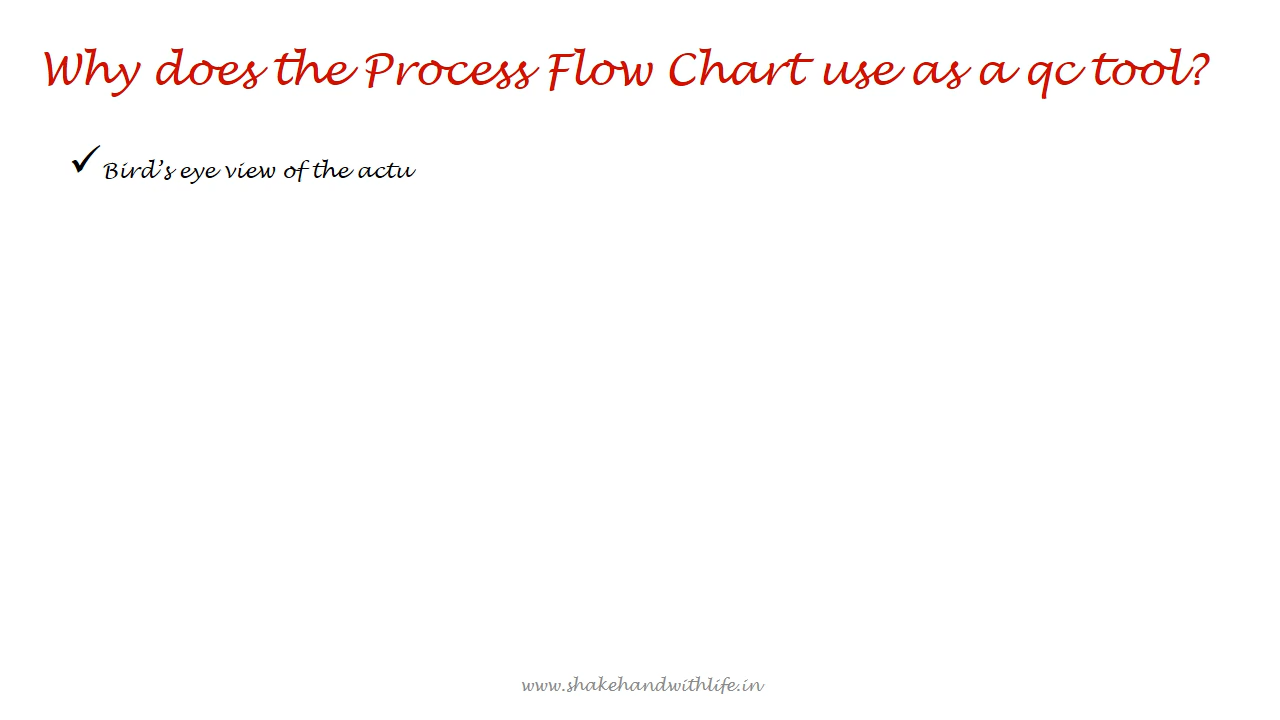 Why does the Process Flow Chart use as a qc tool?
✓ Bird's eye view of the actu
www.shakehandwithlife.in